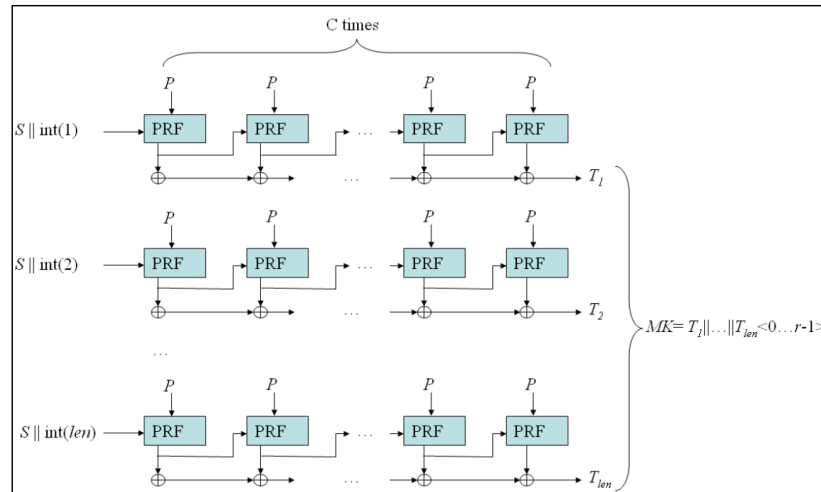 C times
P P P P
S || int(1) PRF PRF … PRF PRF
… T1
P P P P
S || int(2) PRF PRF … PRF PRF
… T2
MK= T1||…||Tlen<0…r-1>
…
P P P P
S || int(len) PRF PRF … PRF PRF
… Tlen